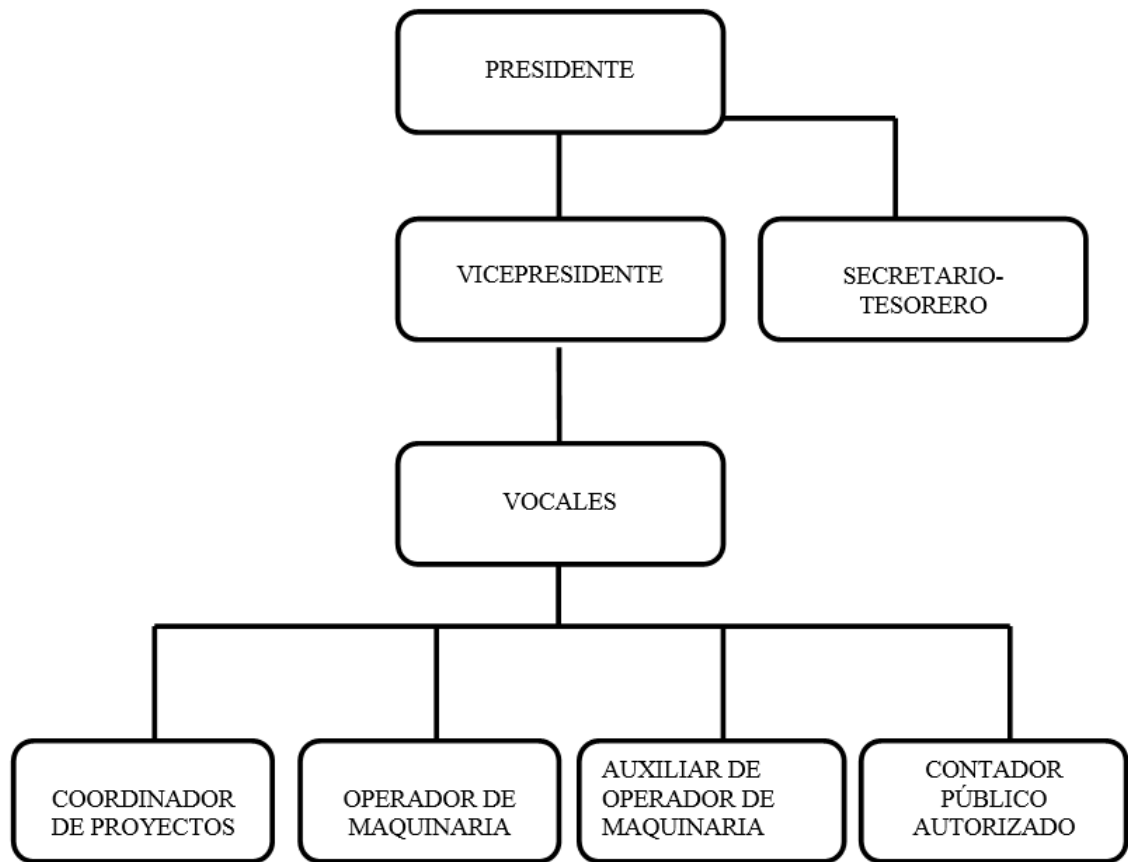 PRESIDENTE
VICEPRESIDENTE
SECRETARIO-
TESORERO
VOCALES
COORDINADOR
DE PROYECTOS
OPERADOR DE
MAQUINARIA
AUXILIAR DE
OPERADOR DE
MAQUINARIA
CONTADOR
PÚBLICO
AUTORIZADO